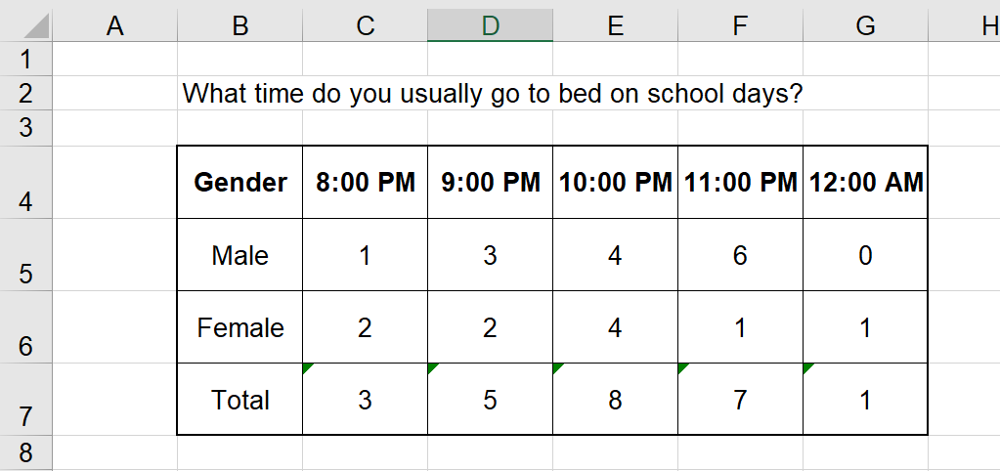 A B C D E F G H
1
2 What time do you usually go to bed on school days?
3
4 Gender 8:00 PM 9:00 PM 10:00 PM 11:00 PM 12:00 AM
5 Male 1 3 4 6 0
6 Female 2 2 4 1 1
7 Total 3 5 8 7 1
8